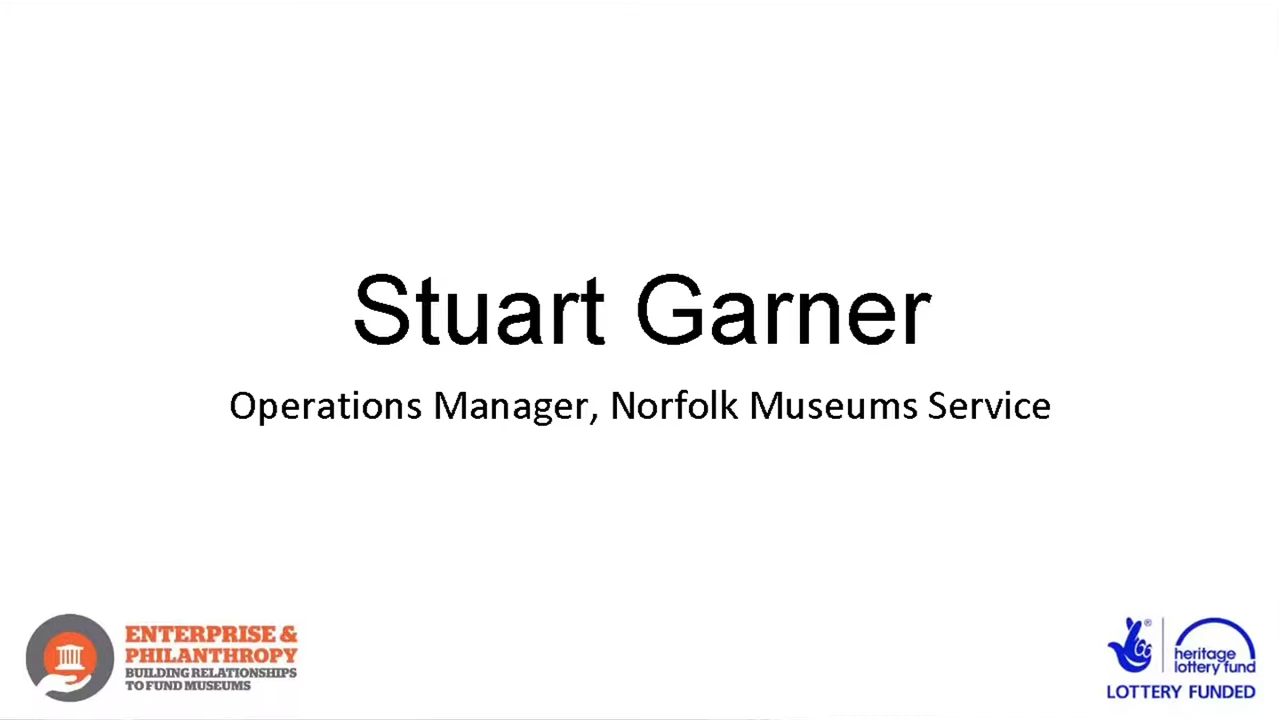 Stuart Garner
Operations Manager, Norfolk Museums Service
ENTERPRISE &
PHILANTHROPY
BUILDING RELATIONSHIPS
TO FUND MUSEUMS
®
heritage
lottery fund
LOTTERY FUNDED